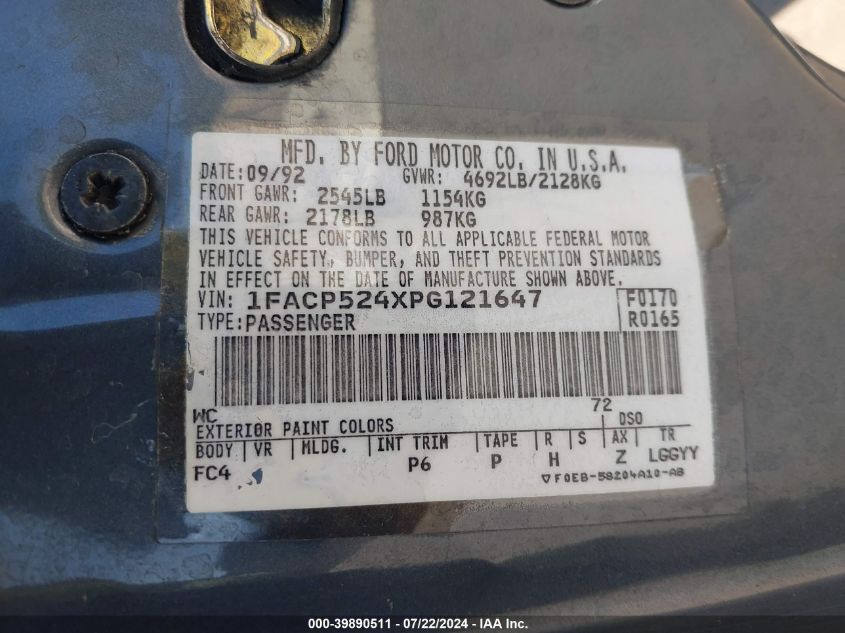 MFD. BY FORD MOTOR CO. IN U.S.A.
DATE: 09/92 GVWR: 4692LB/2128KG
FRONT GAWR: 2545LB 1154KG
REAR GAWR: 2178LB 987KG
THIS VEHICLE CONFORMS TO ALL APPLICABLE FEDERAL MOTOR
VEHICLE SAFETY, BUMPER, AND THEFT PREVENTION STANDARDS
IN EFFECT ON THE DATE OF MANUFACTURE SHOWN ABOVE.
VIN: 1FACP524XPG121647 F0170
TYPE: PASSENGER R0165
WC 72
EXTERIOR PAINT COLORS DSO
BODY VR MLDG. INT TRIM TAPE R S AX TR
FC4 P6 P H Z LGGYY
▽F0EB-58204A10-AB
000-39890511 - 07/22/2024 - IAAI.com